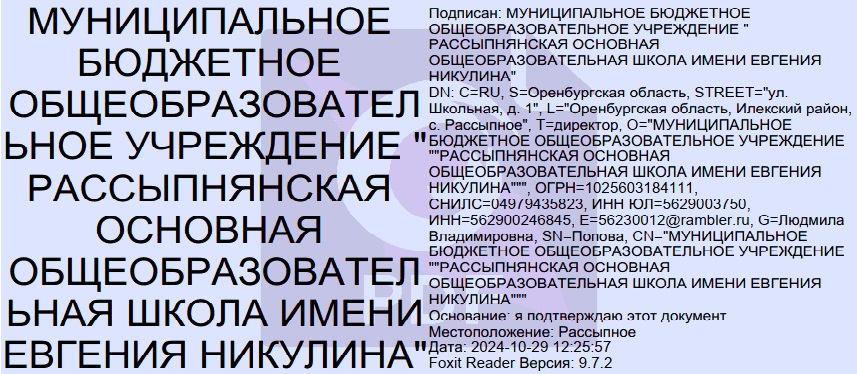 МУНИЦИПАЛЬНОЕ
БЮДЖЕТНОЕ
ОБЩЕОБРАЗОВАТЕЛ
ЬНОЕ УЧРЕЖДЕНИЕ "
РАССЫПНЯНСКАЯ
ОСНОВНАЯ
ОБЩЕОБРАЗОВАТЕЛ
ЬНАЯ ШКОЛА ИМЕНИ
ЕВГЕНИЯ НИКУЛИНА"
Подписан: МУНИЦИПАЛЬНОЕ БЮДЖЕТНОЕ
ОБЩЕОБРАЗОВАТЕЛЬНОЕ УЧРЕЖДЕНИЕ "
РАССЫПНЯНСКАЯ ОСНОВНАЯ
ОБЩЕОБРАЗОВАТЕЛЬНАЯ ШКОЛА ИМЕНИ ЕВГЕНИЯ
НИКУЛИНА"
DN: C=RU, S=Оренбургская область, STREET="ул.
Школьная, д. 1", L="Оренбургская область, Илекский район,
с. Рассыпное", T=директор, O="МУНИЦИПАЛЬНОЕ
БЮДЖЕТНОЕ ОБЩЕОБРАЗОВАТЕЛЬНОЕ УЧРЕЖДЕНИЕ
""РАССЫПНЯНСКАЯ ОСНОВНАЯ
ОБЩЕОБРАЗОВАТЕЛЬНАЯ ШКОЛА ИМЕНИ ЕВГЕНИЯ
НИКУЛИНА""", ОГРН=1025603184111,
СНИЛС=04979435823, ИНН ЮЛ=5629003750,
ИНН=562900246845, E=56230012@rambler.ru, G=Людмила
Владимировна, SN=Попова, CN="МУНИЦИПАЛЬНОЕ
БЮДЖЕТНОЕ ОБЩЕОБРАЗОВАТЕЛЬНОЕ УЧРЕЖДЕНИЕ
""РАССЫПНЯНСКАЯ ОСНОВНАЯ
ОБЩЕОБРАЗОВАТЕЛЬНАЯ ШКОЛА ИМЕНИ ЕВГЕНИЯ
НИКУЛИНА"""
Основание: я подтверждаю этот документ
Местоположение: Рассыпное
Дата: 2024-10-29 12:25:57
Foxit Reader Версия: 9.7.2